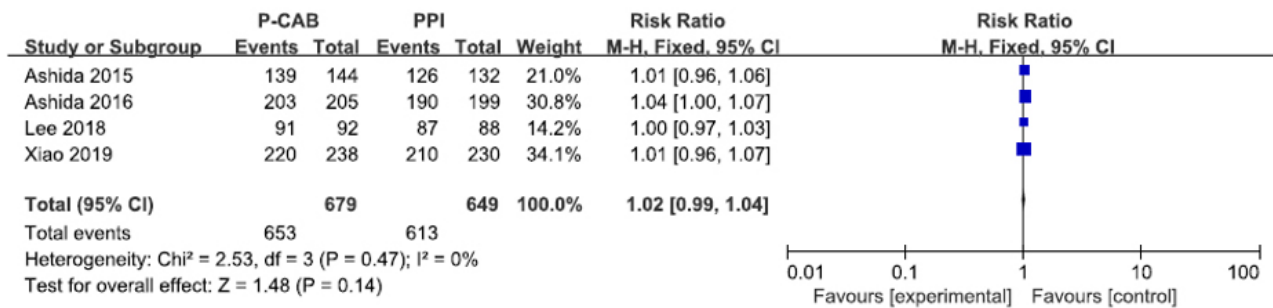 P-CAB PPI Risk Ratio Risk Ratio
Study or Subgroup Events Total Events Total Weight M-H, Fixed, 95% CI M-H, Fixed, 95% CI
Ashida 2015 139 144 126 132 21.0% 1.01 [0.96, 1.06]
Ashida 2016 203 205 190 199 30.8% 1.04 [1.00, 1.07]
Lee 2018 91 92 87 88 14.2% 1.00 [0.97, 1.03]
Xiao 2019 220 238 210 230 34.1% 1.01 [0.96, 1.07]
Total (95% CI) 679 649 100.0% 1.02 [0.99, 1.04]
Total events 653 613
Heterogeneity: Chi² = 2.53, df = 3 (P = 0.47); I² = 0%
Test for overall effect: Z = 1.48 (P = 0.14)
0.01 0.1 1 10 100
Favours [experimental] Favours [control]